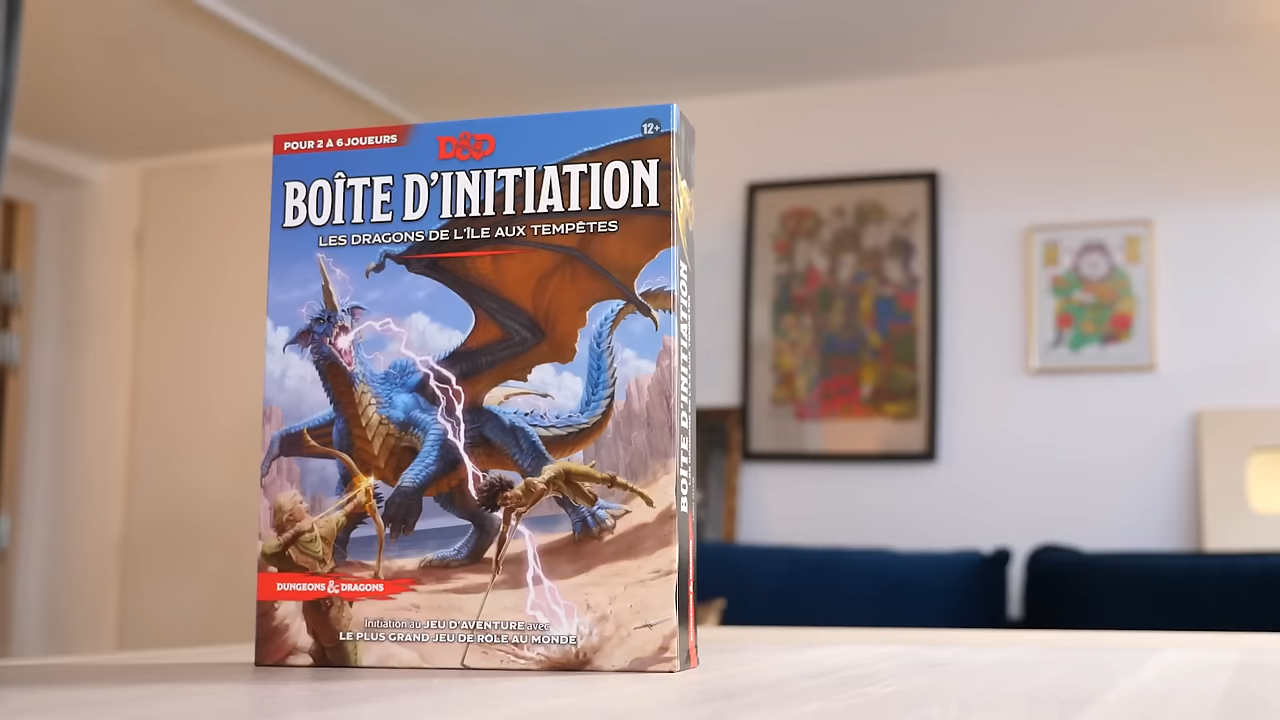 POUR 2 À 6 JOUEURS
D&D
12+
BOÎTE D'INITIATION
LES DRAGONS DE L'ÎLE AUX TEMPÊTES
DUNGEONS & DRAGONS
Initiation au JEU D'AVENTURE avec
LE PLUS GRAND JEU DE RÔLE AU MONDE
BOÎTE D'INITIATION